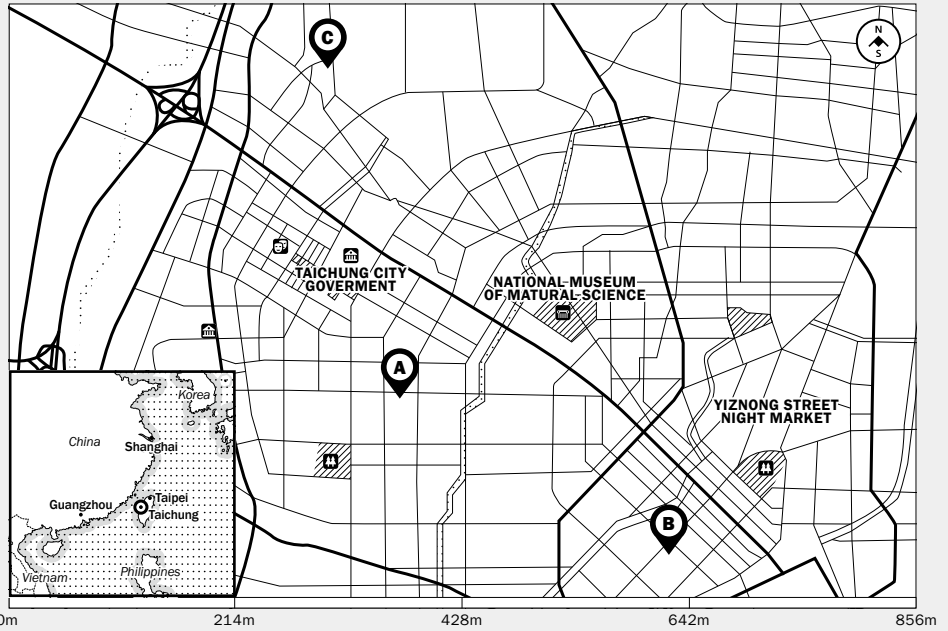 C
N
S
TAICHUNG CITY
GOVERMENT
NATIONAL MUSEUM
OF MATURAL SCIENCE
A
YIZNONG STREET
NIGHT MARKET
B
Korea
China
Shanghai
Guangzhou
Taipei
Taichung
Vietnam
Philippines
0m
214m
428m
642m
856m